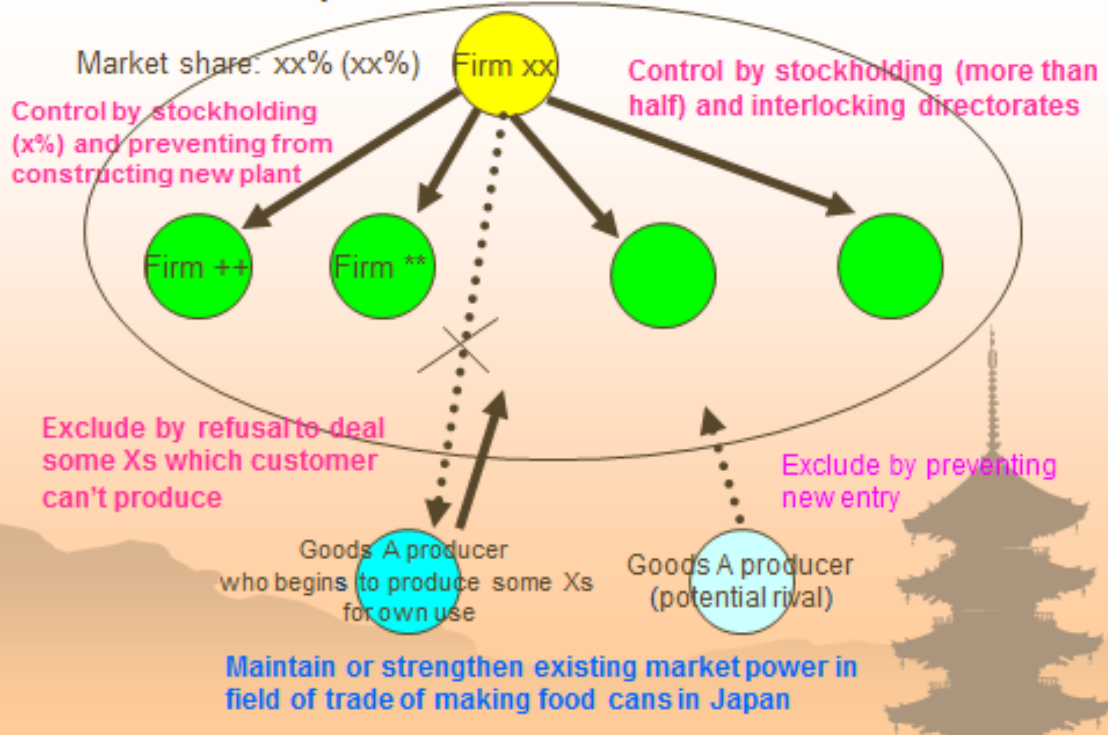 Market share: xx% (xx%)
Firm xx
Control by stockholding (more than
half) and interlocking directorates
Control by stockholding
(x%) and preventing from
constructing new plant
Firm ++
Firm **
Exclude by refusal to deal
some Xs which customer
can't produce
Exclude by preventing
new entry
Goods A producer
who begins to produce some Xs
for own use
Goods A producer
(potential rival)
Maintain or strengthen existing market power in
field of trade of making food cans in Japan